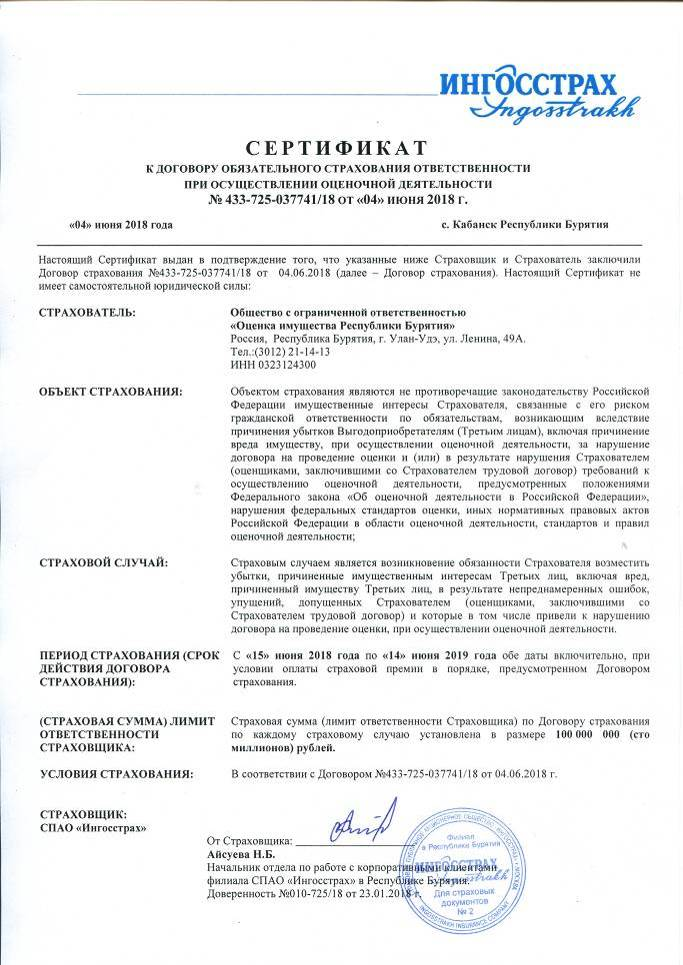 ИНГОССТРАХ
Ingosstrakh
СЕРТИФИКАТ
К ДОГОВОРУ ОБЯЗАТЕЛЬНОГО СТРАХОВАНИЯ ОТВЕТСТВЕННОСТИ
ПРИ ОСУЩЕСТВЛЕНИИ ОЦЕНОЧНОЙ ДЕЯТЕЛЬНОСТИ
№ 433-725-037741/18 ОТ «04» ИЮНЯ 2018 Г.
«04» июня 2018 года с. Кабанск Республики Бурятия
Настоящий Сертификат выдан в подтверждение того, что указанные ниже Страховщик и Страхователь заключили
Договор страхования №433-725-037741/18 от 04.06.2018 (далее – Договор страхования). Настоящий Сертификат не
имеет самостоятельной юридической силы:
СТРАХОВАТЕЛЬ:
Общество с ограниченной ответственностью
«Оценка имущества Республики Бурятия»
Россия, Республика Бурятия, г. Улан-Удэ, ул. Ленина, 49А.
Тел.:(3012) 21-14-13
ИНН 0323124300
ОБЪЕКТ СТРАХОВАНИЯ:
Объектом страхования являются не противоречащие законодательству Российской
Федерации имущественные интересы Страхователя, связанные с его риском
гражданской ответственности по обязательствам, возникающим вследствие
причинения убытков Выгодоприобретателям (Третьим лицам), включая причинение
вреда имуществу, при осуществлении оценочной деятельности, за нарушение
договора на проведение оценки и (или) в результате нарушения Страхователем
(оценщиками, заключившими со Страхователем трудовой договор) требований к
осуществлению оценочной деятельности, предусмотренных положениями
Федерального закона «Об оценочной деятельности в Российской Федерации»,
нарушения федеральных стандартов оценки, иных нормативных правовых актов
Российской Федерации в области оценочной деятельности, стандартов и правил
оценочной деятельности;
СТРАХОВОЙ СЛУЧАЙ:
Страховым случаем является возникновение обязанности Страхователя возместить
убытки, причиненные имущественным интересам Третьих лиц, включая вред,
причиненный имуществу Третьих лиц, в результате непреднамеренных ошибок,
упущений, допущенных Страхователем (оценщиками, заключившими со
Страхователем трудовой договор) и которые в том числе привели к нарушению
договора на проведение оценки, при осуществлении оценочной деятельности.
ПЕРИОД СТРАХОВАНИЯ (СРОК
ДЕЙСТВИЯ ДОГОВОРА
СТРАХОВАНИЯ):
С «15» июня 2018 года по «14» июня 2019 года обе даты включительно, при
условии оплаты страховой премии в порядке, предусмотренном Договором
страхования.
(СТРАХОВАЯ СУММА) ЛИМИТ
ОТВЕТСТВЕННОСТИ
СТРАХОВЩИКА:
Страховая сумма (лимит ответственности Страховщика) по Договору страхования
по каждому страховому случаю установлена в размере 100 000 000 (сто
миллионов) рублей.
УСЛОВИЯ СТРАХОВАНИЯ:
В соответствии с Договором №433-725-037741/18 от 04.06.2018 г.
СТРАХОВЩИК:
СПАО «Ингосстрах»
От Страховщика:
Айсуева Н.Б.
Начальник отдела по работе с корпоративными клиентами
филиала СПАО «Ингосстрах» в Республике Бурятия.
Доверенность №010-725/18 от 23.01.2018 г.
Филиал
в Республике Бурятия
ИНГОССТРАХ
Ingosstrakh
Для страховых
документов
№ 2
INGOSSTRAKH INSURANCE COMPANY